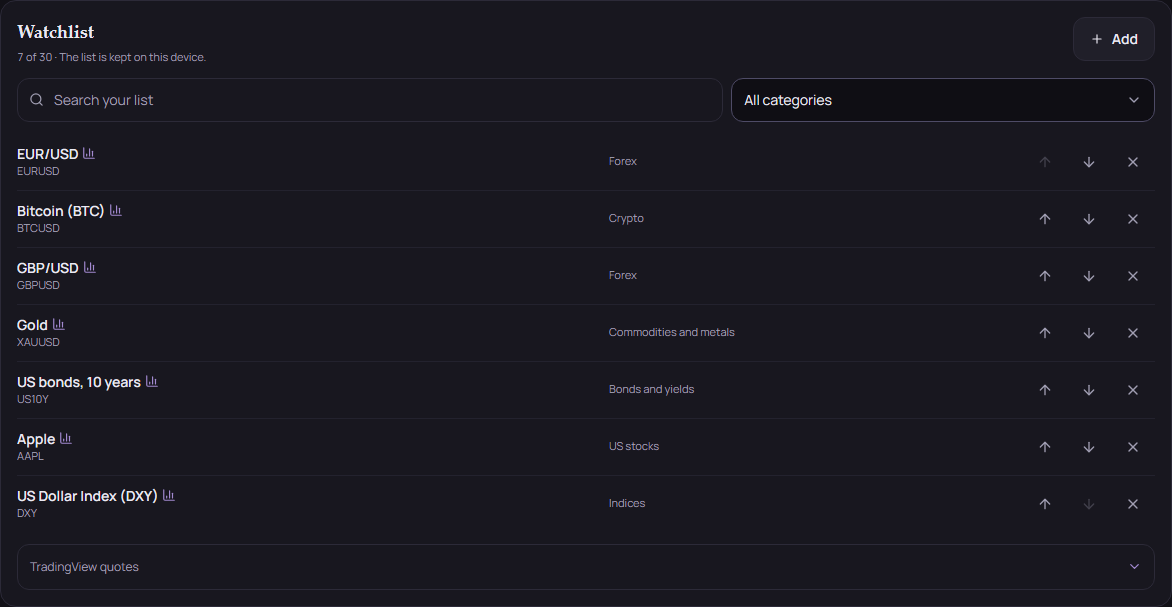 Watchlist
7 of 30 · The list is kept on this device.
+ Add
Search your list
All categories
EUR/USD
EURUSD
Forex
Bitcoin (BTC)
BTCUSD
Crypto
GBP/USD
GBPUSD
Forex
Gold
XAUUSD
Commodities and metals
US bonds, 10 years
US10Y
Bonds and yields
Apple
AAPL
US stocks
US Dollar Index (DXY)
DXY
Indices
TradingView quotes